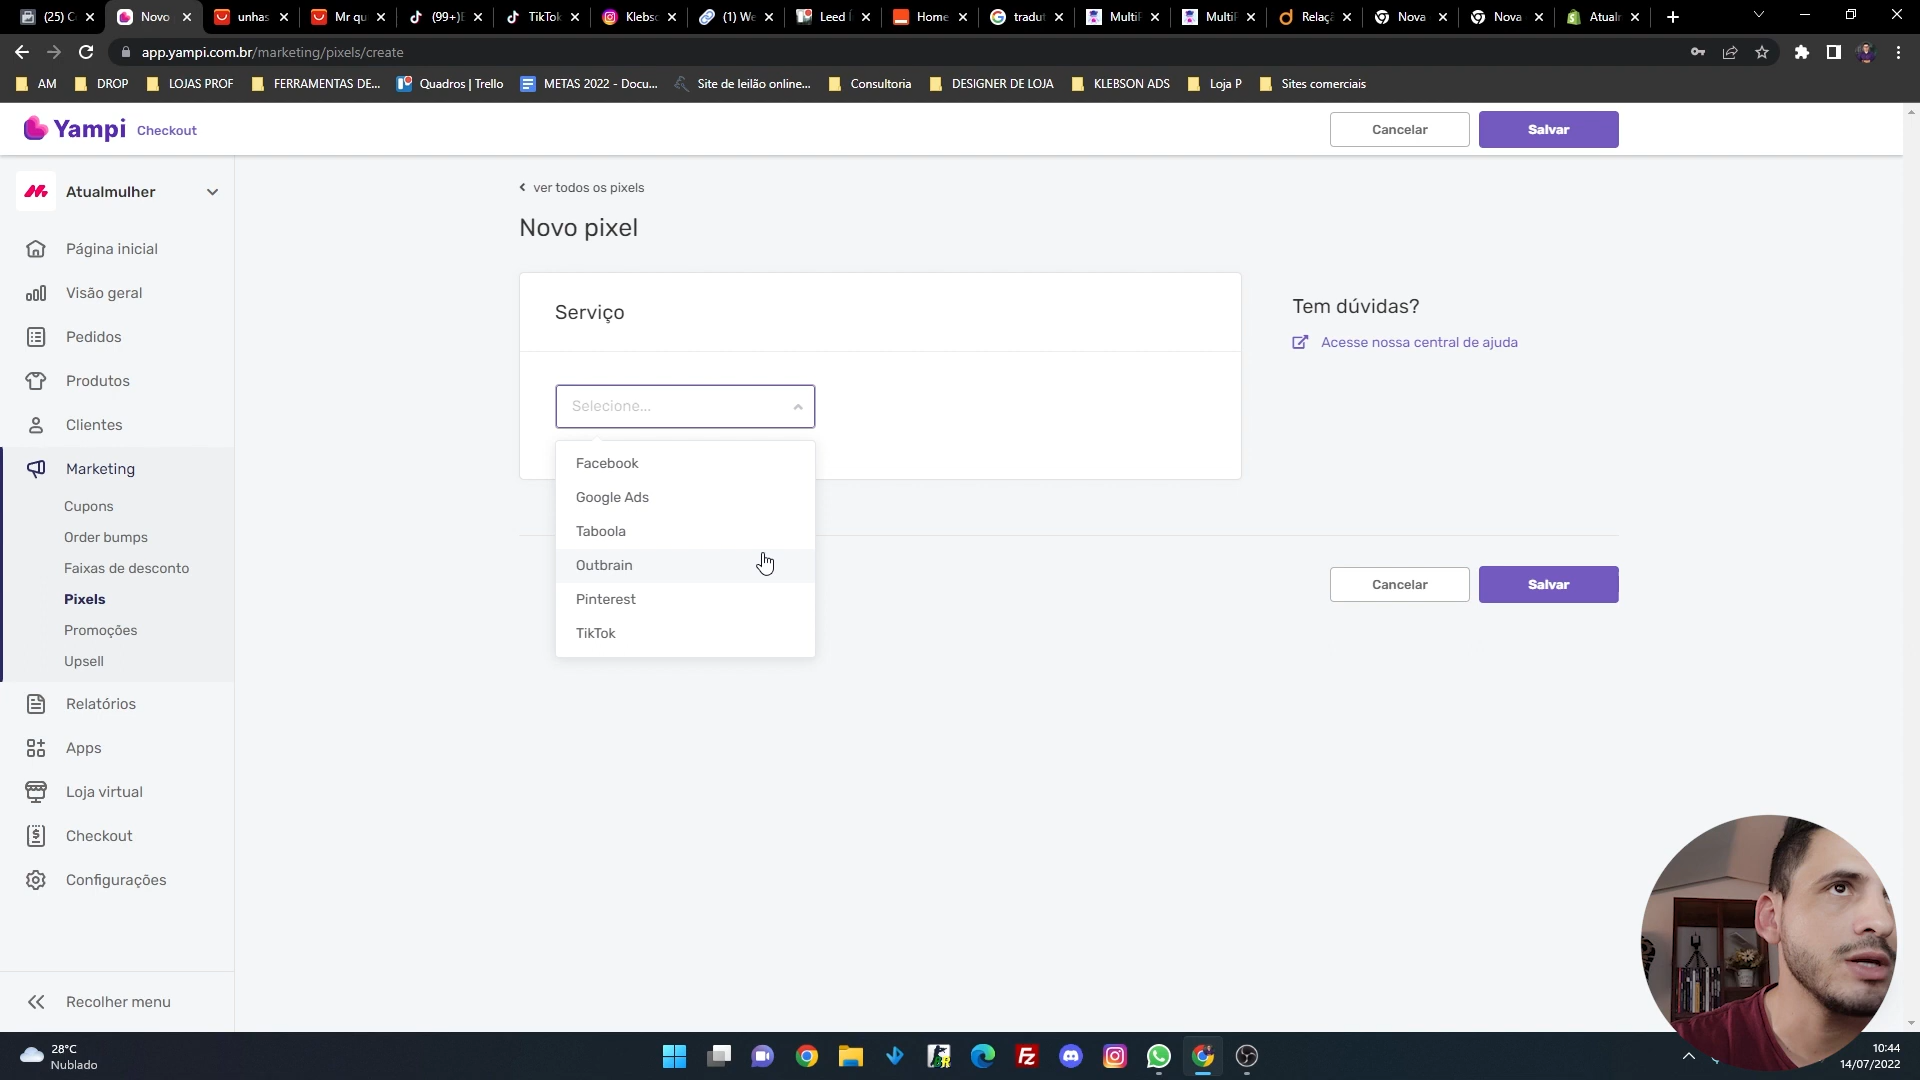 (25) C
Novo
unhas
Mr qu
(99+)
TikTok
Klebs
(1) We
Leed
Home
tradut
MultiF
MultiF
Relaç
Nova
Nova
Atualr
app.yampi.com.br/marketing/pixels/create
AM
DROP
LOJAS PROF
FERRAMENTAS DE...
Quadros | Trello
METAS 2022 - Docu...
Site de leilão online...
Consultoria
DESIGNER DE LOJA
KLEBSON ADS
Loja P
Sites comerciais
Yampi Checkout
Cancelar
Salvar
Atualmulher
ver todos os pixels
Novo pixel
Página inicial
Visão geral
Pedidos
Produtos
Clientes
Marketing
Cupons
Order bumps
Faixas de desconto
Pixels
Promoções
Upsell
Relatórios
Apps
Loja virtual
Checkout
Configurações
Recolher menu
Serviço
Selecione...
Facebook
Google Ads
Taboola
Outbrain
Pinterest
TikTok
Tem dúvidas?
Acesse nossa central de ajuda
Cancelar
Salvar
28°C
Nublado
10:44
14/07/2022